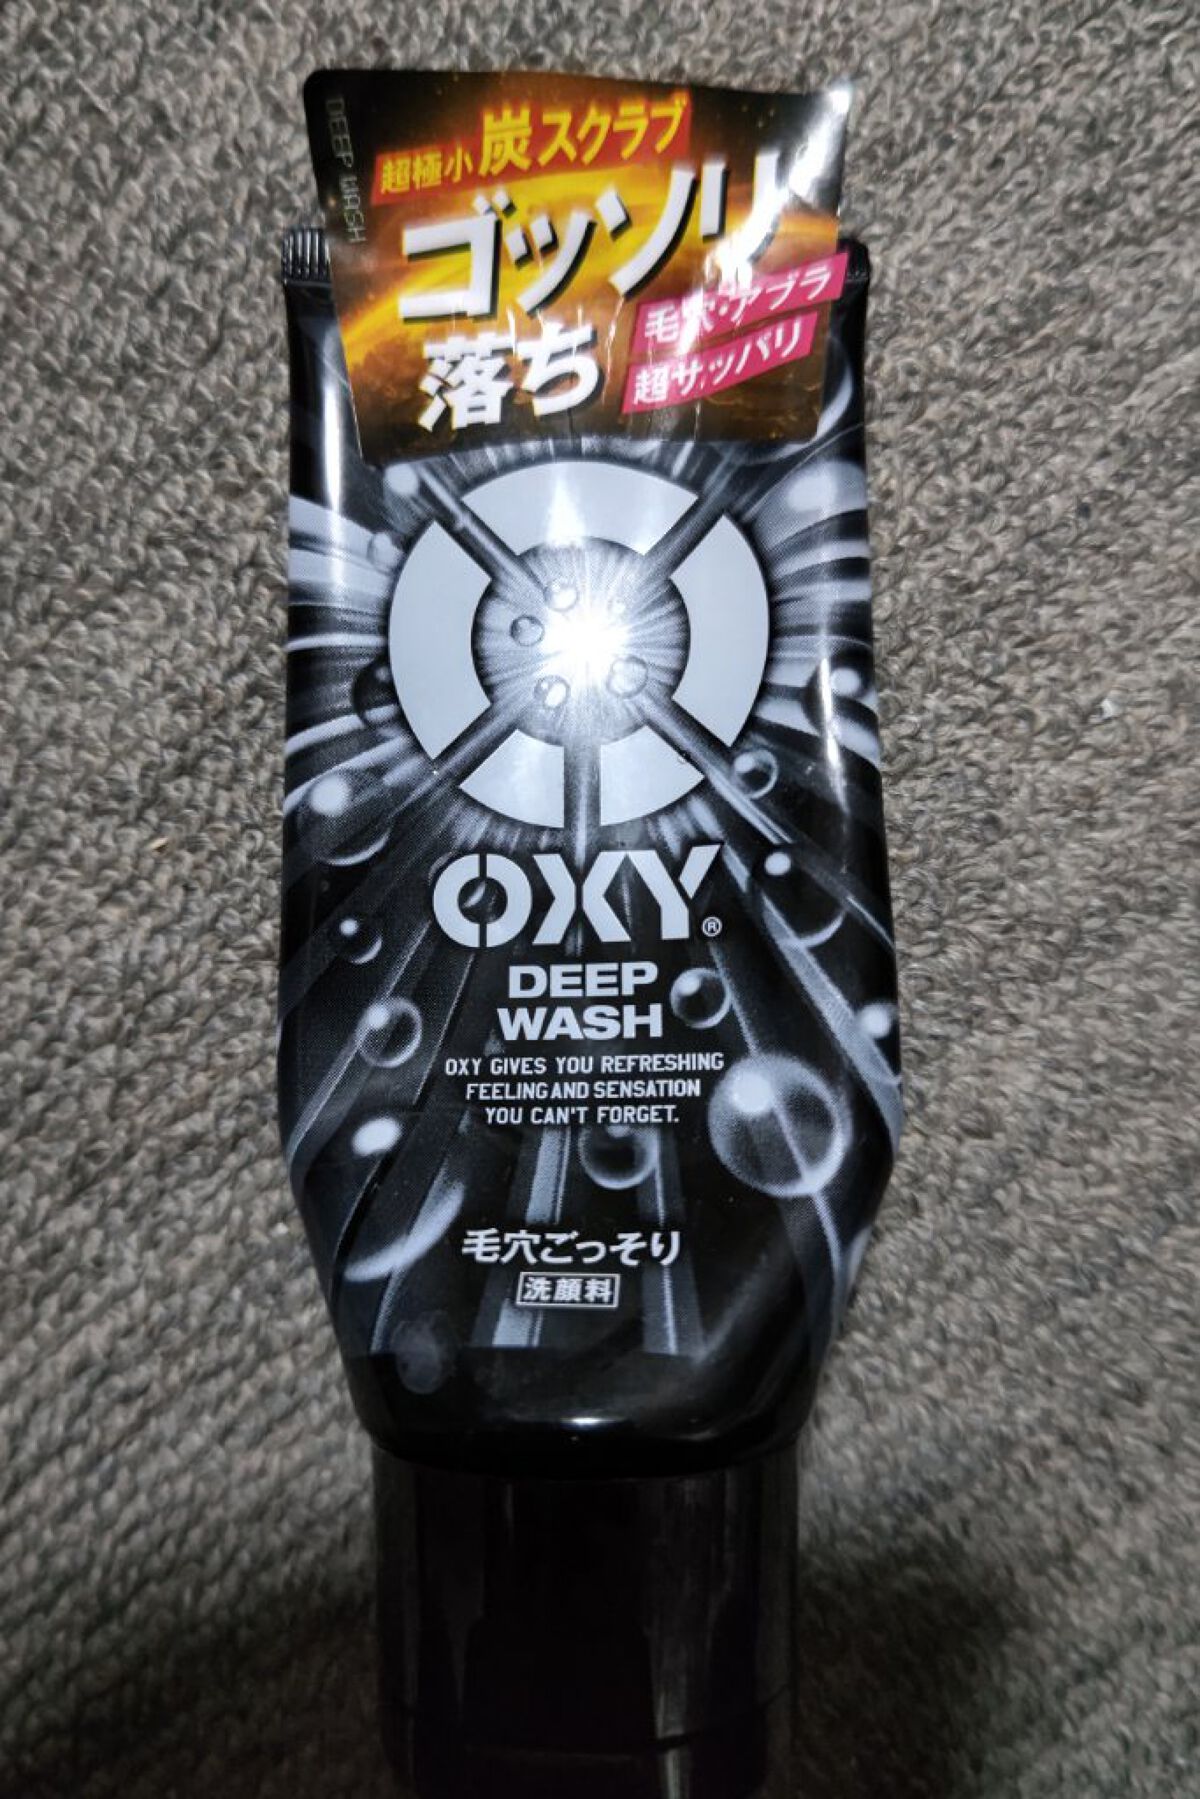 DEEP WASH
超極小炭スクラブ
ゴッソリ
落ち
毛穴・アブラ
超サッパリ
OXY®
DEEP
WASH
OXY GIVES YOU REFRESHING
FEELING AND SENSATION
YOU CAN'T FORGET.
毛穴ごっそり
洗顔料